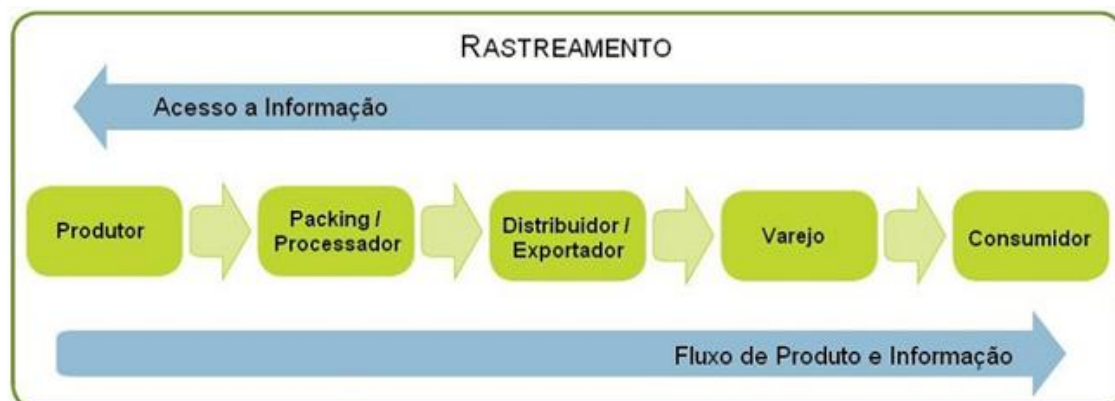 RASTREAMENTO
Acesso a Informação
Produtor
Packing /
Processador
Distribuidor /
Exportador
Varejo
Consumidor
Fluxo de Produto e Informação